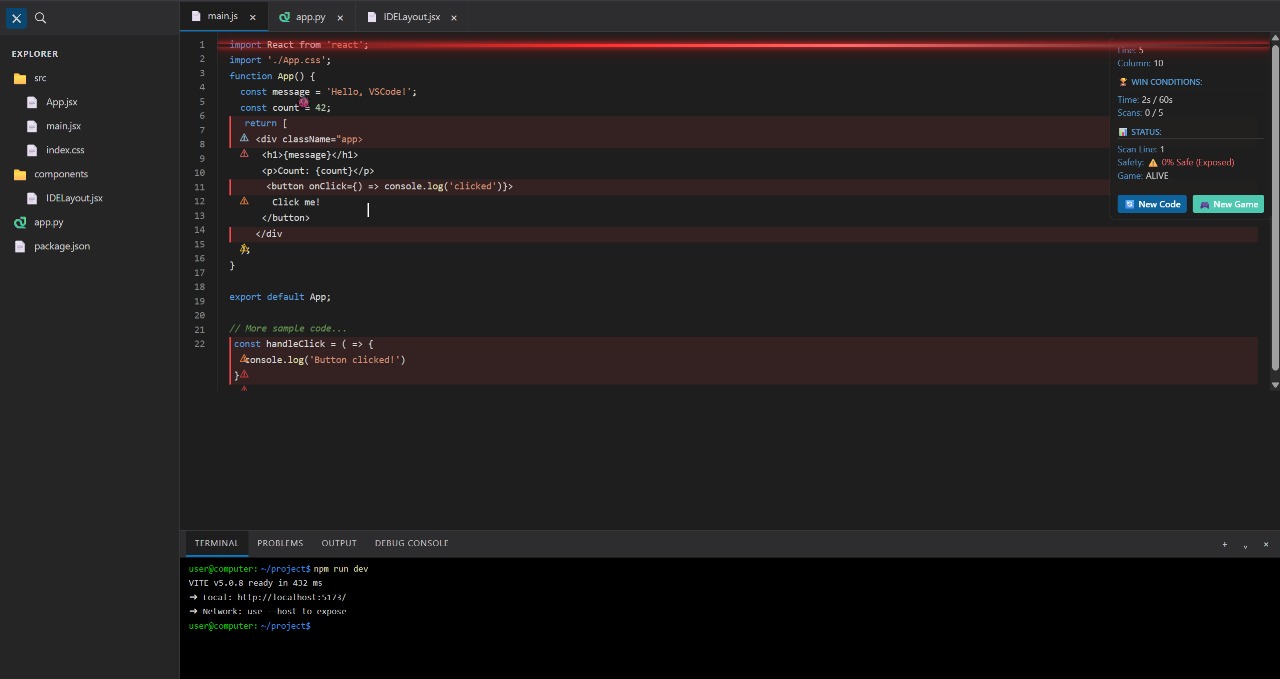 main.js ×
app.py ×
IDELayout.jsx ×
EXPLORER
src
App.jsx
main.jsx
index.css
components
IDELayout.jsx
app.py
package.json
1
2
3
4
5
6
7
8
9
10
11
12
13
14
15
16
17
18
19
20
21
22
import React from 'react';
import './App.css';
function App() {
const message = 'Hello, VSCode!';
const count = 42;
return [
<div className="app>
<h1>{message}</h1>
<p>Count: {count}</p>
<button onClick={) => console.log('clicked')}>
Click me!
</button>
</div
);
}
export default App;
// More sample code...
const handleClick = ( => {
console.log('Button clicked!')
}
Line: 5
Column: 10
WIN CONDITIONS:
Time: 2s / 60s
Scans: 0 / 5
STATUS:
Scan Line: 1
Safety: ⚠ 0% Safe (Exposed)
Game: ALIVE
New Code
New Game
TERMINAL PROBLEMS OUTPUT DEBUG CONSOLE
user@computer: ~/project$ npm run dev
VITE v5.0.8 ready in 432 ms
➜ Local: http://localhost:5173/
➜ Network: use --host to expose
user@computer: ~/project$